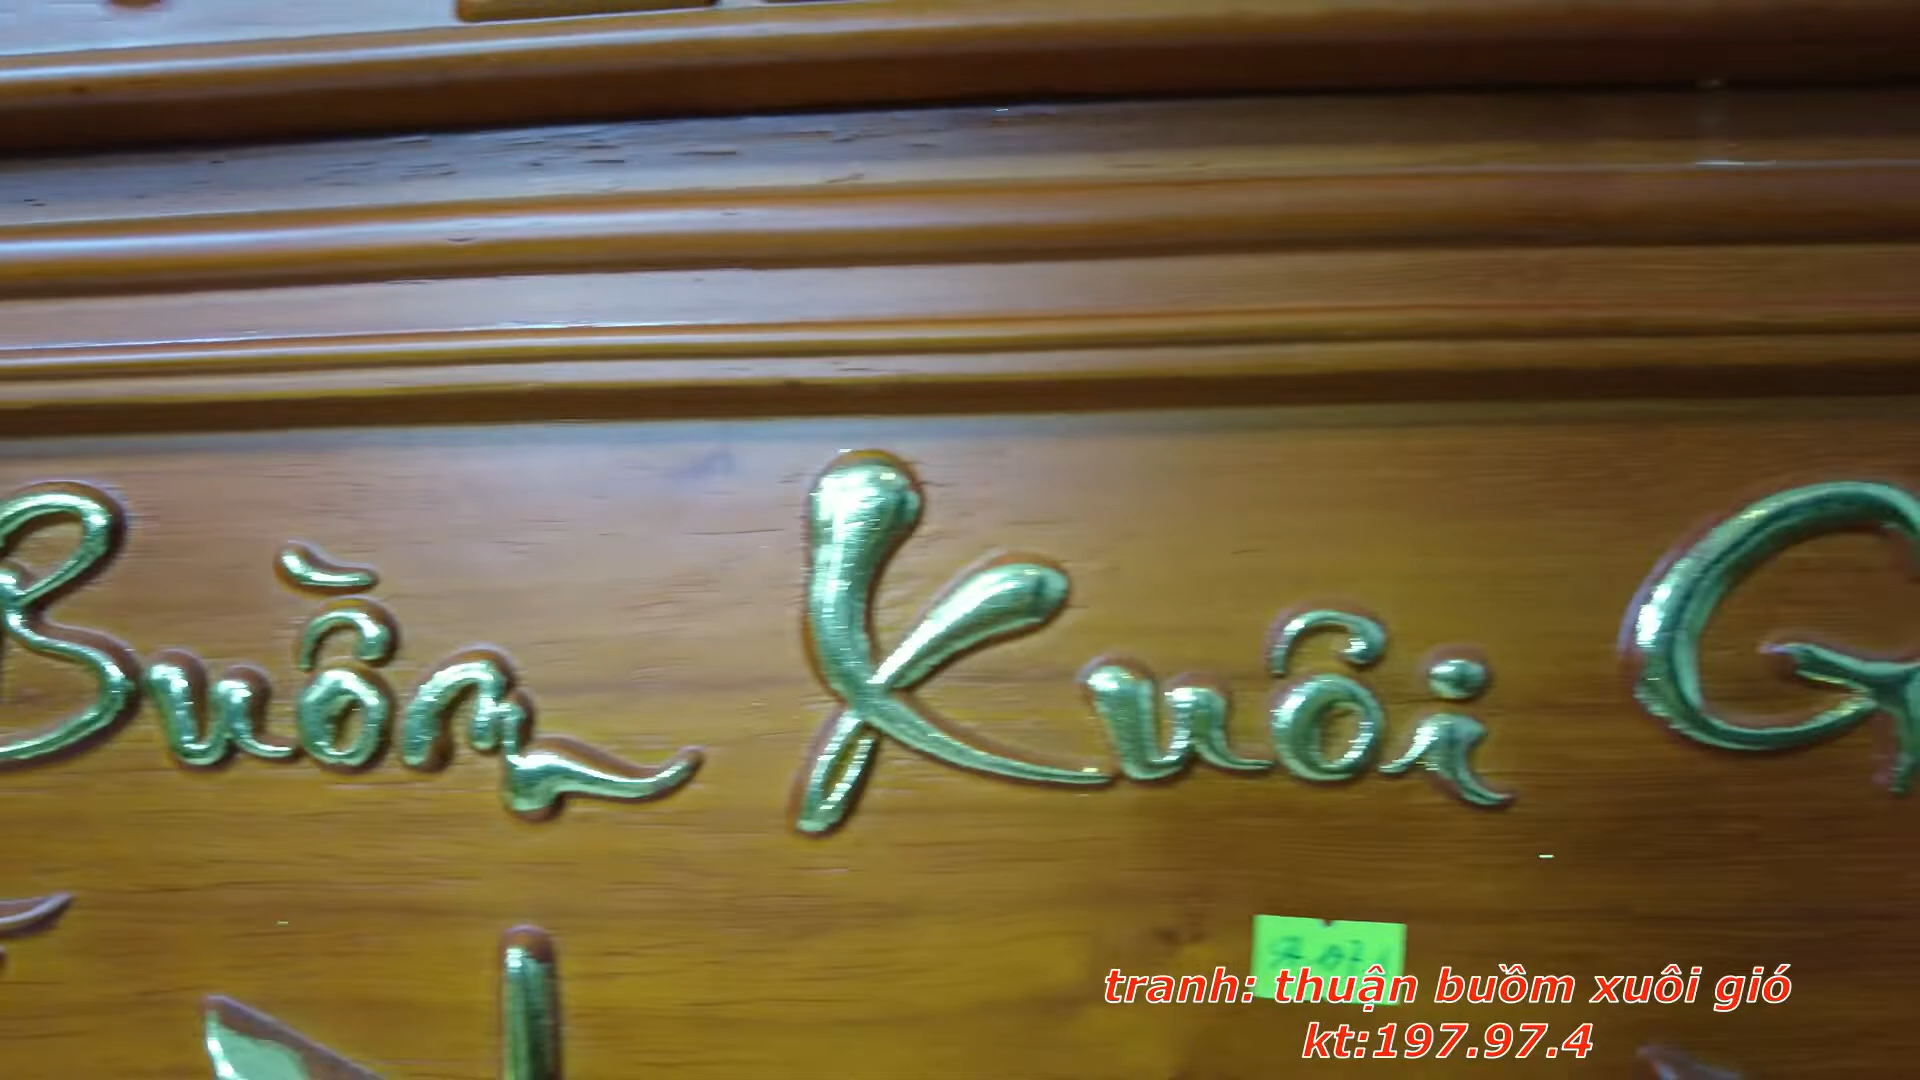 Buồm Xuôi G
tranh: thuận buồm xuôi gió
kt:197.97.4